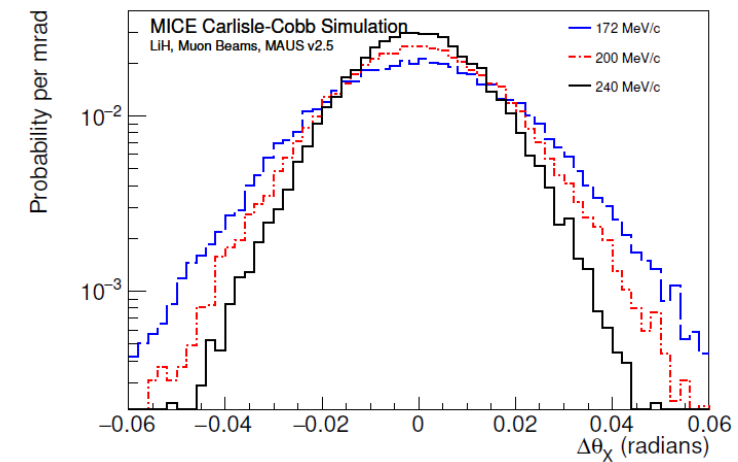 MICE Carlisle-Cobb Simulation
LiH, Muon Beams, MAUS v2.5
172 MeV/c
200 MeV/c
240 MeV/c
Probability per mrad
10⁻²
10⁻³
−0.06 −0.04 −0.02 0 0.02 0.04 0.06
Δθ_X (radians)